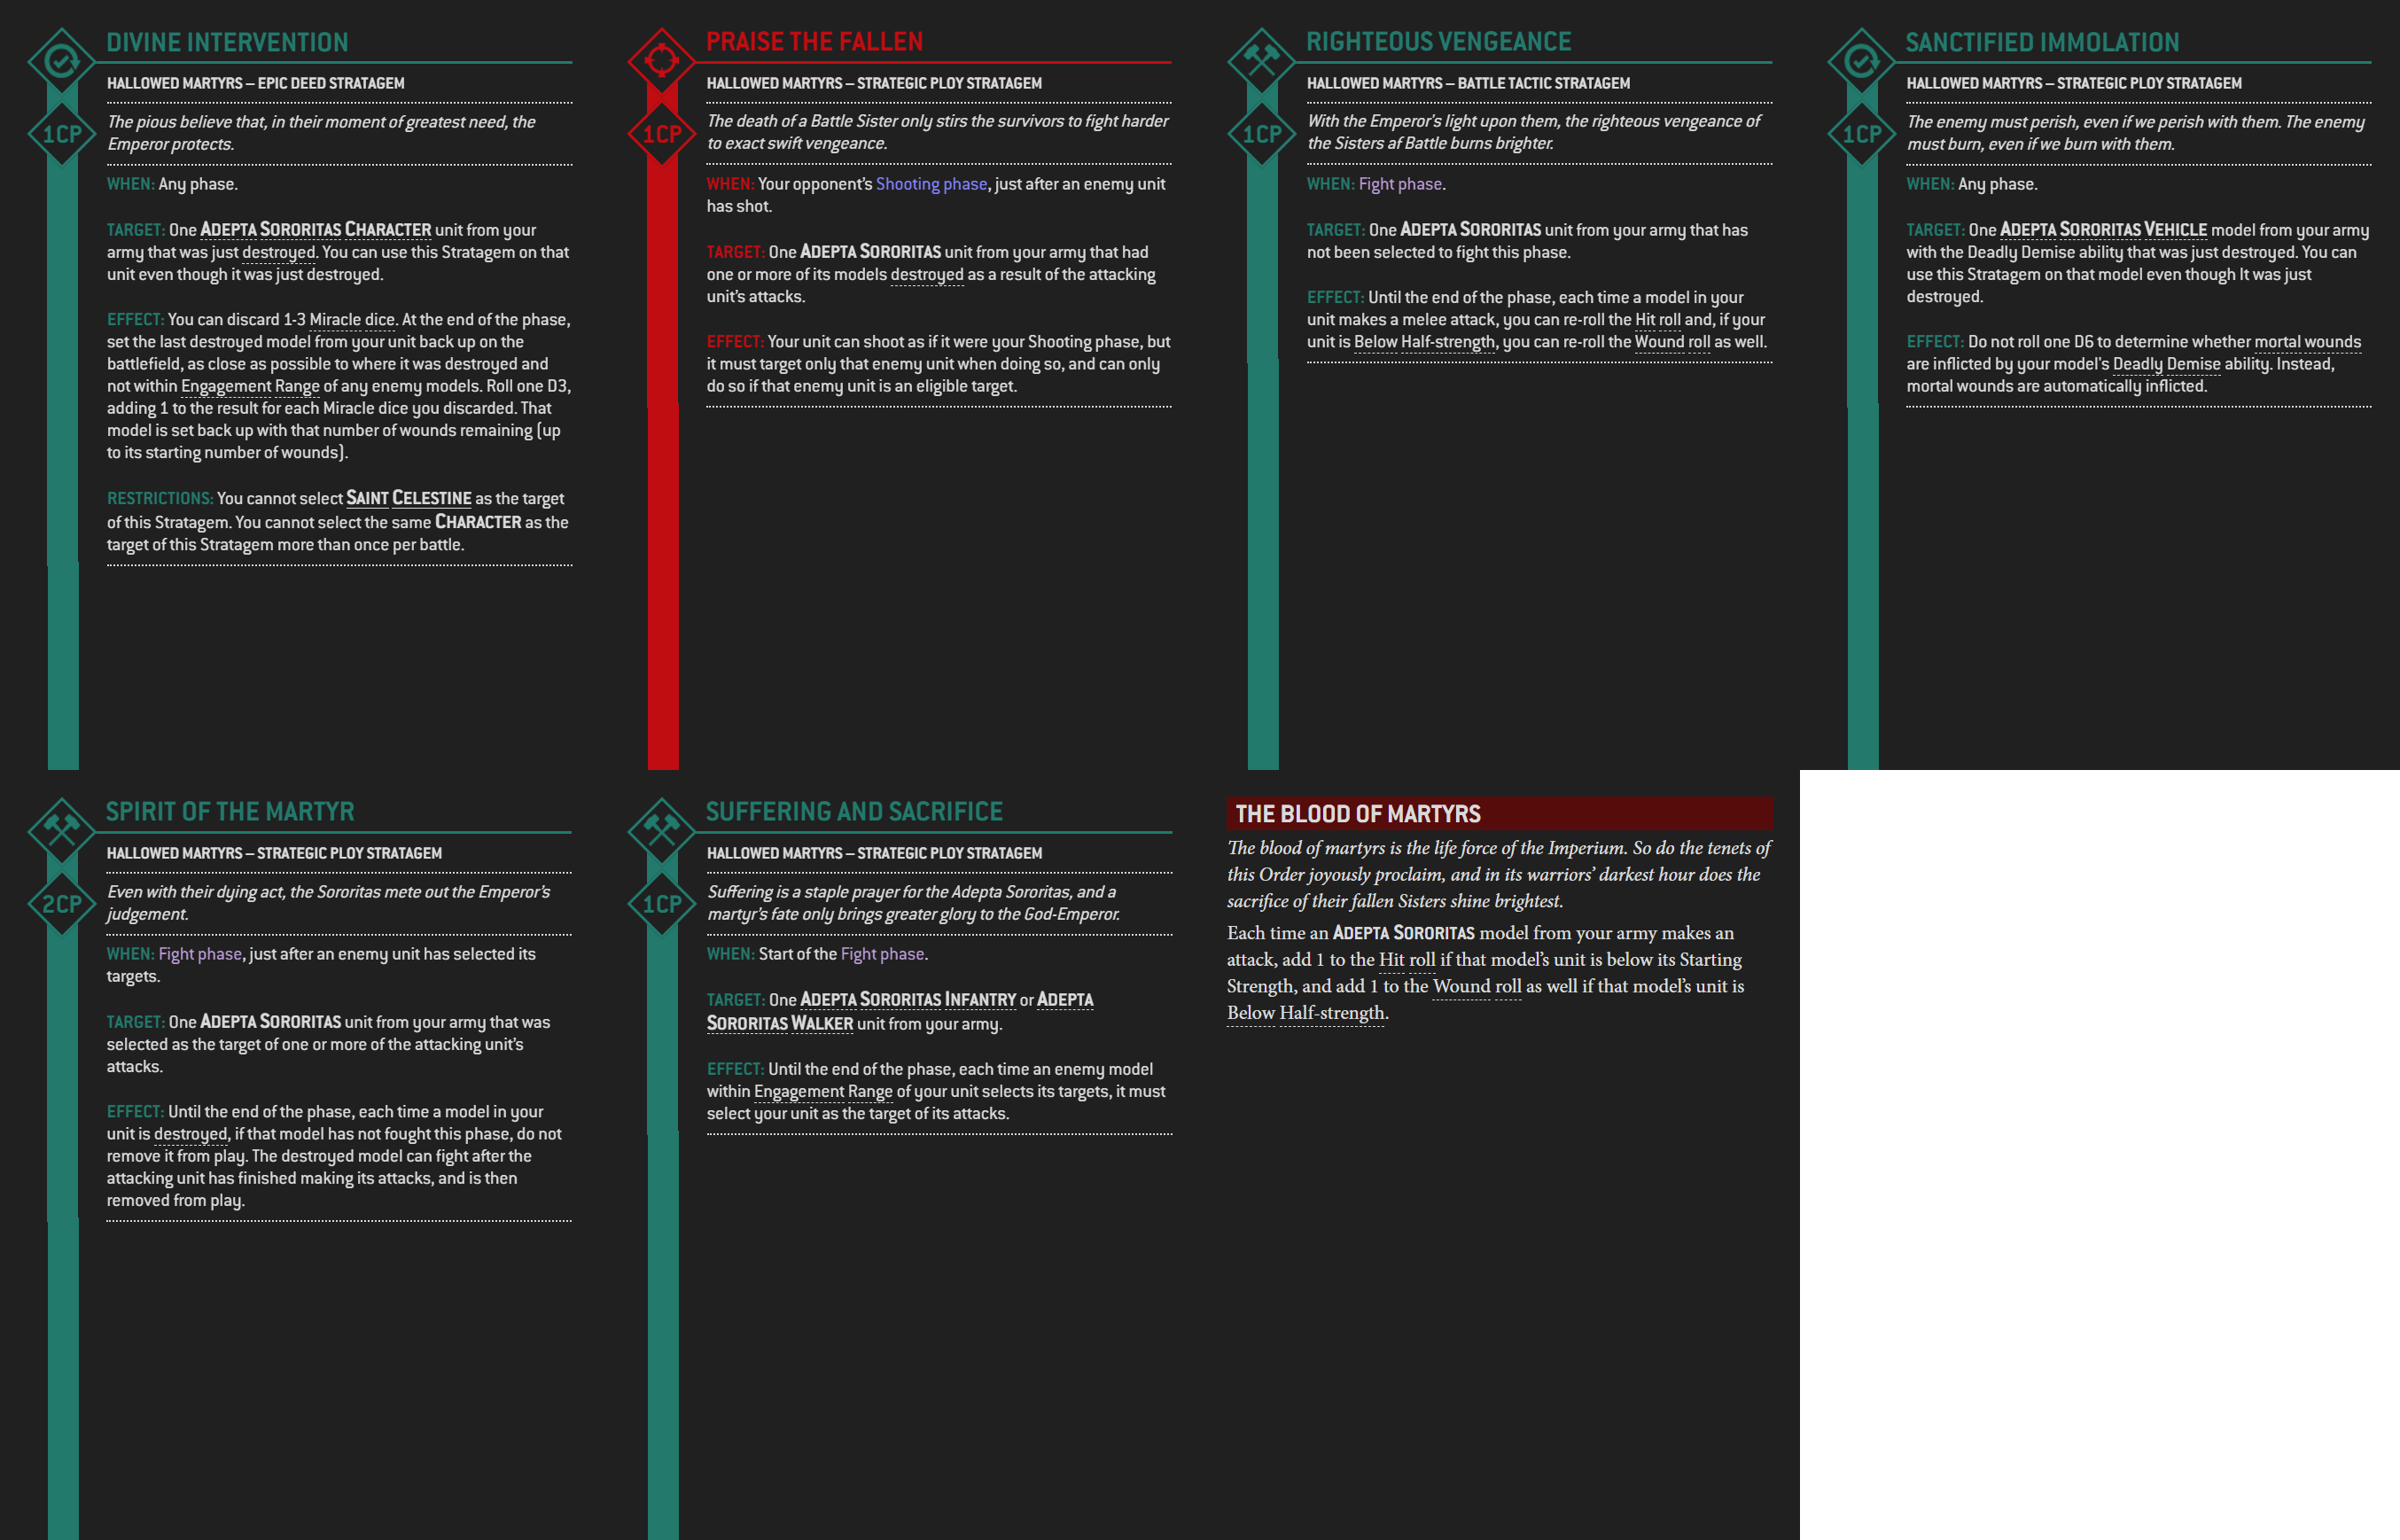 DIVINE INTERVENTION
HALLOWED MARTYRS – EPIC DEED STRATAGEM
1CP
The pious believe that, in their moment of greatest need, the
Emperor protects.
WHEN: Any phase.
TARGET: One ADEPTA SORORITAS CHARACTER unit from your
army that was just destroyed. You can use this Stratagem on that
unit even though it was just destroyed.
EFFECT: You can discard 1-3 Miracle dice. At the end of the phase,
set the last destroyed model from your unit back up on the
battlefield, as close as possible to where it was destroyed and
not within Engagement Range of any enemy models. Roll one D3,
adding 1 to the result for each Miracle dice you discarded. That
model is set back up with that number of wounds remaining (up
to its starting number of wounds).
RESTRICTIONS: You cannot select SAINT CELESTINE as the target
of this Stratagem. You cannot select the same CHARACTER as the
target of this Stratagem more than once per battle.
PRAISE THE FALLEN
HALLOWED MARTYRS – STRATEGIC PLOY STRATAGEM
1CP
The death of a Battle Sister only stirs the survivors to fight harder
to exact swift vengeance.
WHEN: Your opponent's Shooting phase, just after an enemy unit
has shot.
TARGET: One ADEPTA SORORITAS unit from your army that had
one or more of its models destroyed as a result of the attacking
unit's attacks.
EFFECT: Your unit can shoot as if it were your Shooting phase, but
it must target only that enemy unit when doing so, and can only
do so if that enemy unit is an eligible target.
RIGHTEOUS VENGEANCE
HALLOWED MARTYRS – BATTLE TACTIC STRATAGEM
1CP
With the Emperor's light upon them, the righteous vengeance of
the Sisters af Battle burns brighter.
WHEN: Fight phase.
TARGET: One ADEPTA SORORITAS unit from your army that has
not been selected to fight this phase.
EFFECT: Until the end of the phase, each time a model in your
unit makes a melee attack, you can re-roll the Hit roll and, if your
unit is Below Half-strength, you can re-roll the Wound roll as well.
SANCTIFIED IMMOLATION
HALLOWED MARTYRS – STRATEGIC PLOY STRATAGEM
1CP
The enemy must perish, even if we perish with them. The enemy
must burn, even if we burn with them.
WHEN: Any phase.
TARGET: One ADEPTA SORORITAS VEHICLE model from your army
with the Deadly Demise ability that was just destroyed. You can
use this Stratagem on that model even though It was just
destroyed.
EFFECT: Do not roll one D6 to determine whether mortal wounds
are inflicted by your model's Deadly Demise ability. Instead,
mortal wounds are automatically inflicted.
SPIRIT OF THE MARTYR
HALLOWED MARTYRS – STRATEGIC PLOY STRATAGEM
2CP
Even with their dying act, the Sororitas mete out the Emperor's
judgement.
WHEN: Fight phase, just after an enemy unit has selected its
targets.
TARGET: One ADEPTA SORORITAS unit from your army that was
selected as the target of one or more of the attacking unit's
attacks.
EFFECT: Until the end of the phase, each time a model in your
unit is destroyed, if that model has not fought this phase, do not
remove it from play. The destroyed model can fight after the
attacking unit has finished making its attacks, and is then
removed from play.
SUFFERING AND SACRIFICE
HALLOWED MARTYRS – STRATEGIC PLOY STRATAGEM
1CP
Suffering is a staple prayer for the Adepta Sororitas, and a
martyr's fate only brings greater glory to the God-Emperor.
WHEN: Start of the Fight phase.
TARGET: One ADEPTA SORORITAS INFANTRY or ADEPTA
SORORITAS WALKER unit from your army.
EFFECT: Until the end of the phase, each time an enemy model
within Engagement Range of your unit selects its targets, it must
select your unit as the target of its attacks.
THE BLOOD OF MARTYRS
The blood of martyrs is the life force of the Imperium. So do the tenets of
this Order joyously proclaim, and in its warriors' darkest hour does the
sacrifice of their fallen Sisters shine brightest.
Each time an ADEPTA SORORITAS model from your army makes an
attack, add 1 to the Hit roll if that model's unit is below its Starting
Strength, and add 1 to the Wound roll as well if that model's unit is
Below Half-strength.